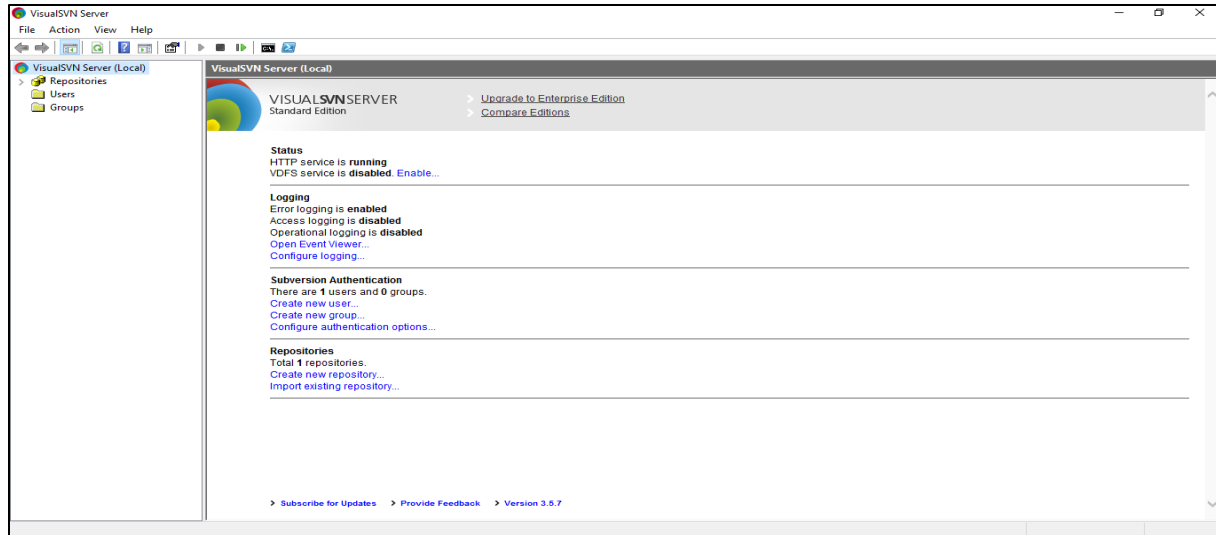 VisualSVN Server
File Action View Help
VisualSVN Server (Local)
Repositories
Users
Groups
VisualSVN Server (Local)
VISUALSVNSERVER
Standard Edition
Upgrade to Enterprise Edition
Compare Editions
Status
HTTP service is running
VDFS service is disabled. Enable...
Logging
Error logging is enabled
Access logging is disabled
Operational logging is disabled
Open Event Viewer...
Configure logging...
Subversion Authentication
There are 1 users and 0 groups.
Create new user...
Create new group...
Configure authentication options...
Repositories
Total 1 repositories.
Create new repository...
Import existing repository...
Subscribe for Updates Provide Feedback Version 3.5.7